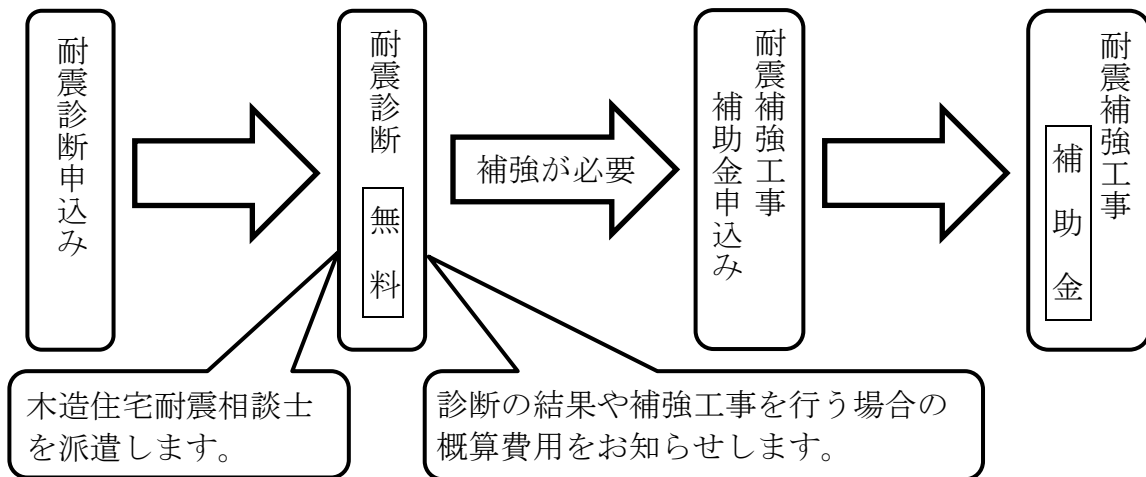 耐震診断申込み
耐震診断
無料
補強が必要
耐震補強工事
補助金申込み
耐震補強工事
補助金
木造住宅耐震相談士
を派遣します。
診断の結果や補強工事を行う場合の
概算費用をお知らせします。